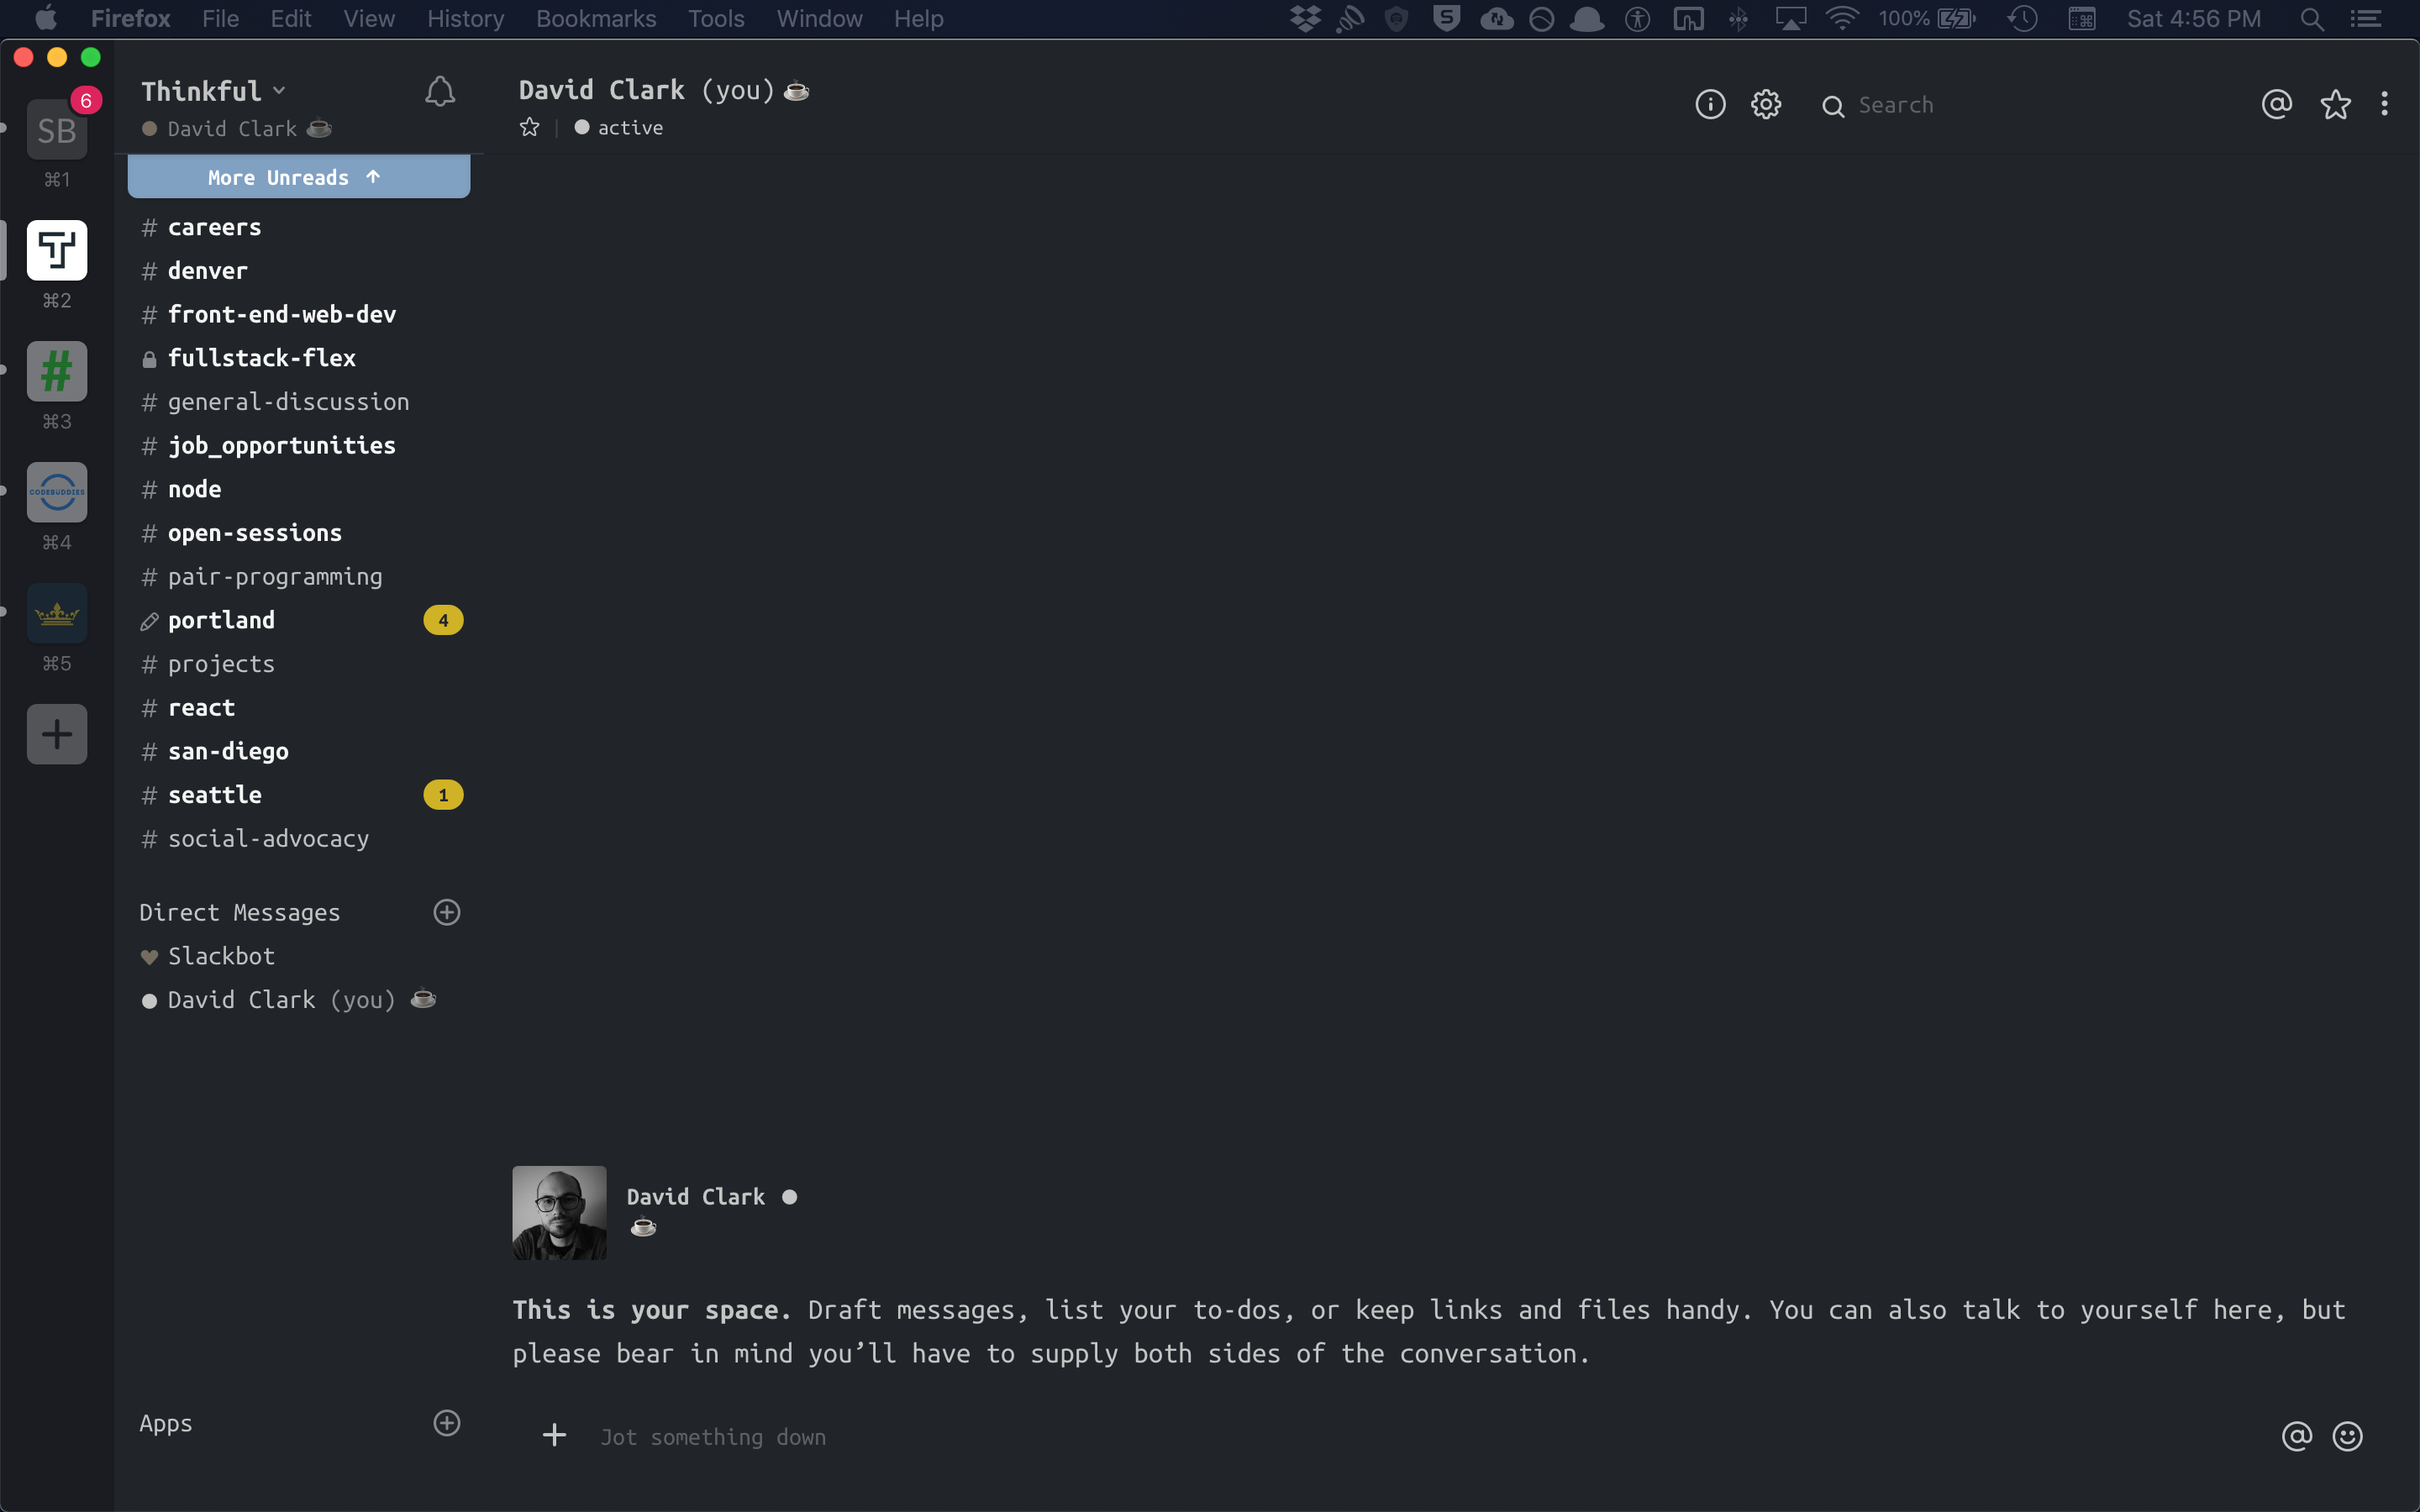 Firefox File Edit View History Bookmarks Tools Window Help 100% Sat 4:56 PM
6
SB
⌘1
⌘2
#
⌘3
CODEBUDDIES
⌘4
⌘5
Thinkful
David Clark
More Unreads ↑
# careers
# denver
# front-end-web-dev
fullstack-flex
# general-discussion
# job_opportunities
# node
# open-sessions
# pair-programming
portland 4
# projects
# react
# san-diego
# seattle 1
# social-advocacy
Direct Messages
Slackbot
David Clark (you)
Apps
David Clark (you)
active
Search
David Clark
This is your space. Draft messages, list your to-dos, or keep links and files handy. You can also talk to yourself here, but
please bear in mind you’ll have to supply both sides of the conversation.
Jot something down